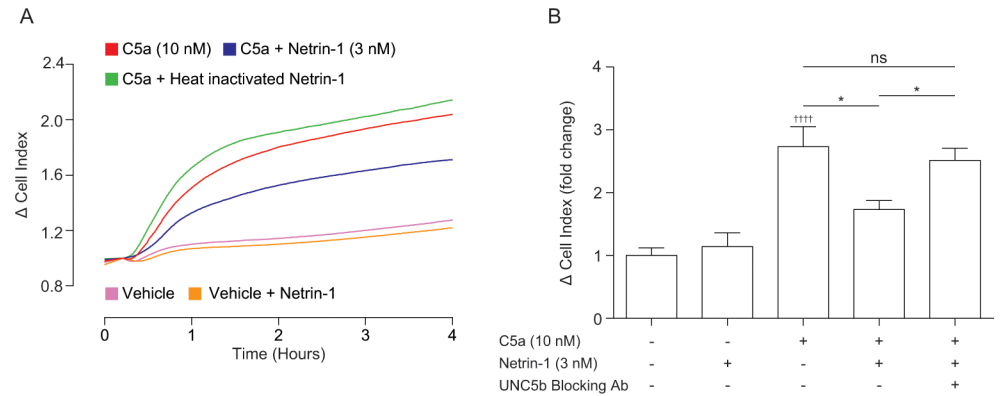 A
C5a (10 nM) C5a + Netrin-1 (3 nM)
C5a + Heat inactivated Netrin-1
2.4
2.0
1.6
1.2
0.8
Δ Cell Index
Vehicle Vehicle + Netrin-1
0 1 2 3 4
Time (Hours)
B
4
3
2
1
0
Δ Cell Index (fold change)
ns
* *
††††
C5a (10 nM) - - + + +
Netrin-1 (3 nM) - + - + +
UNC5b Blocking Ab - - - - +